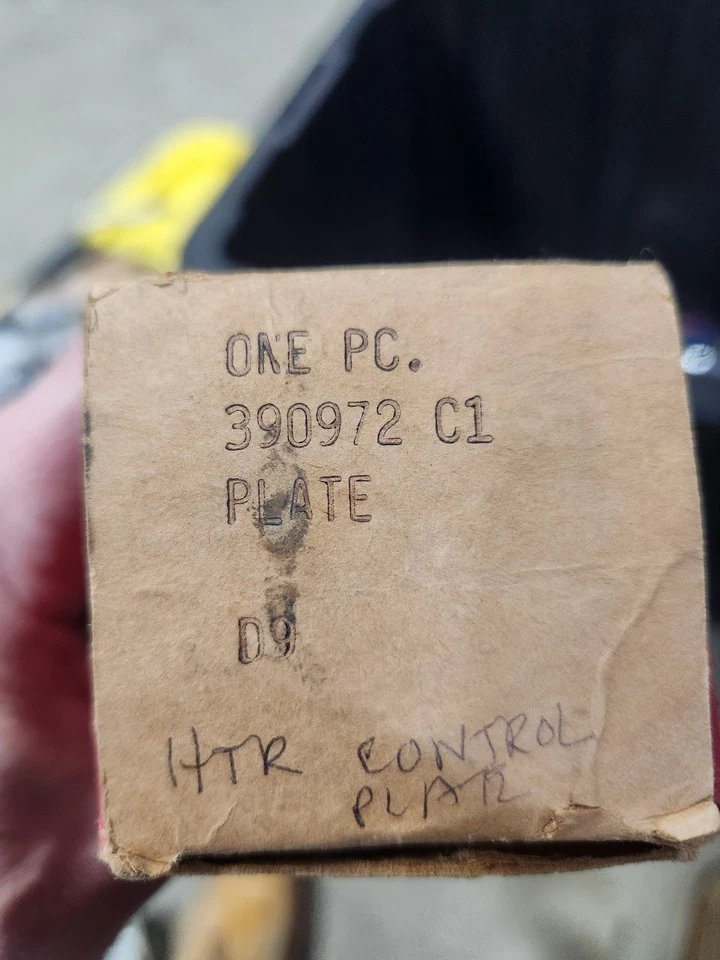 ONE PC.
390972 C1
PLATE
D9
HTR CONTROL
PLATE